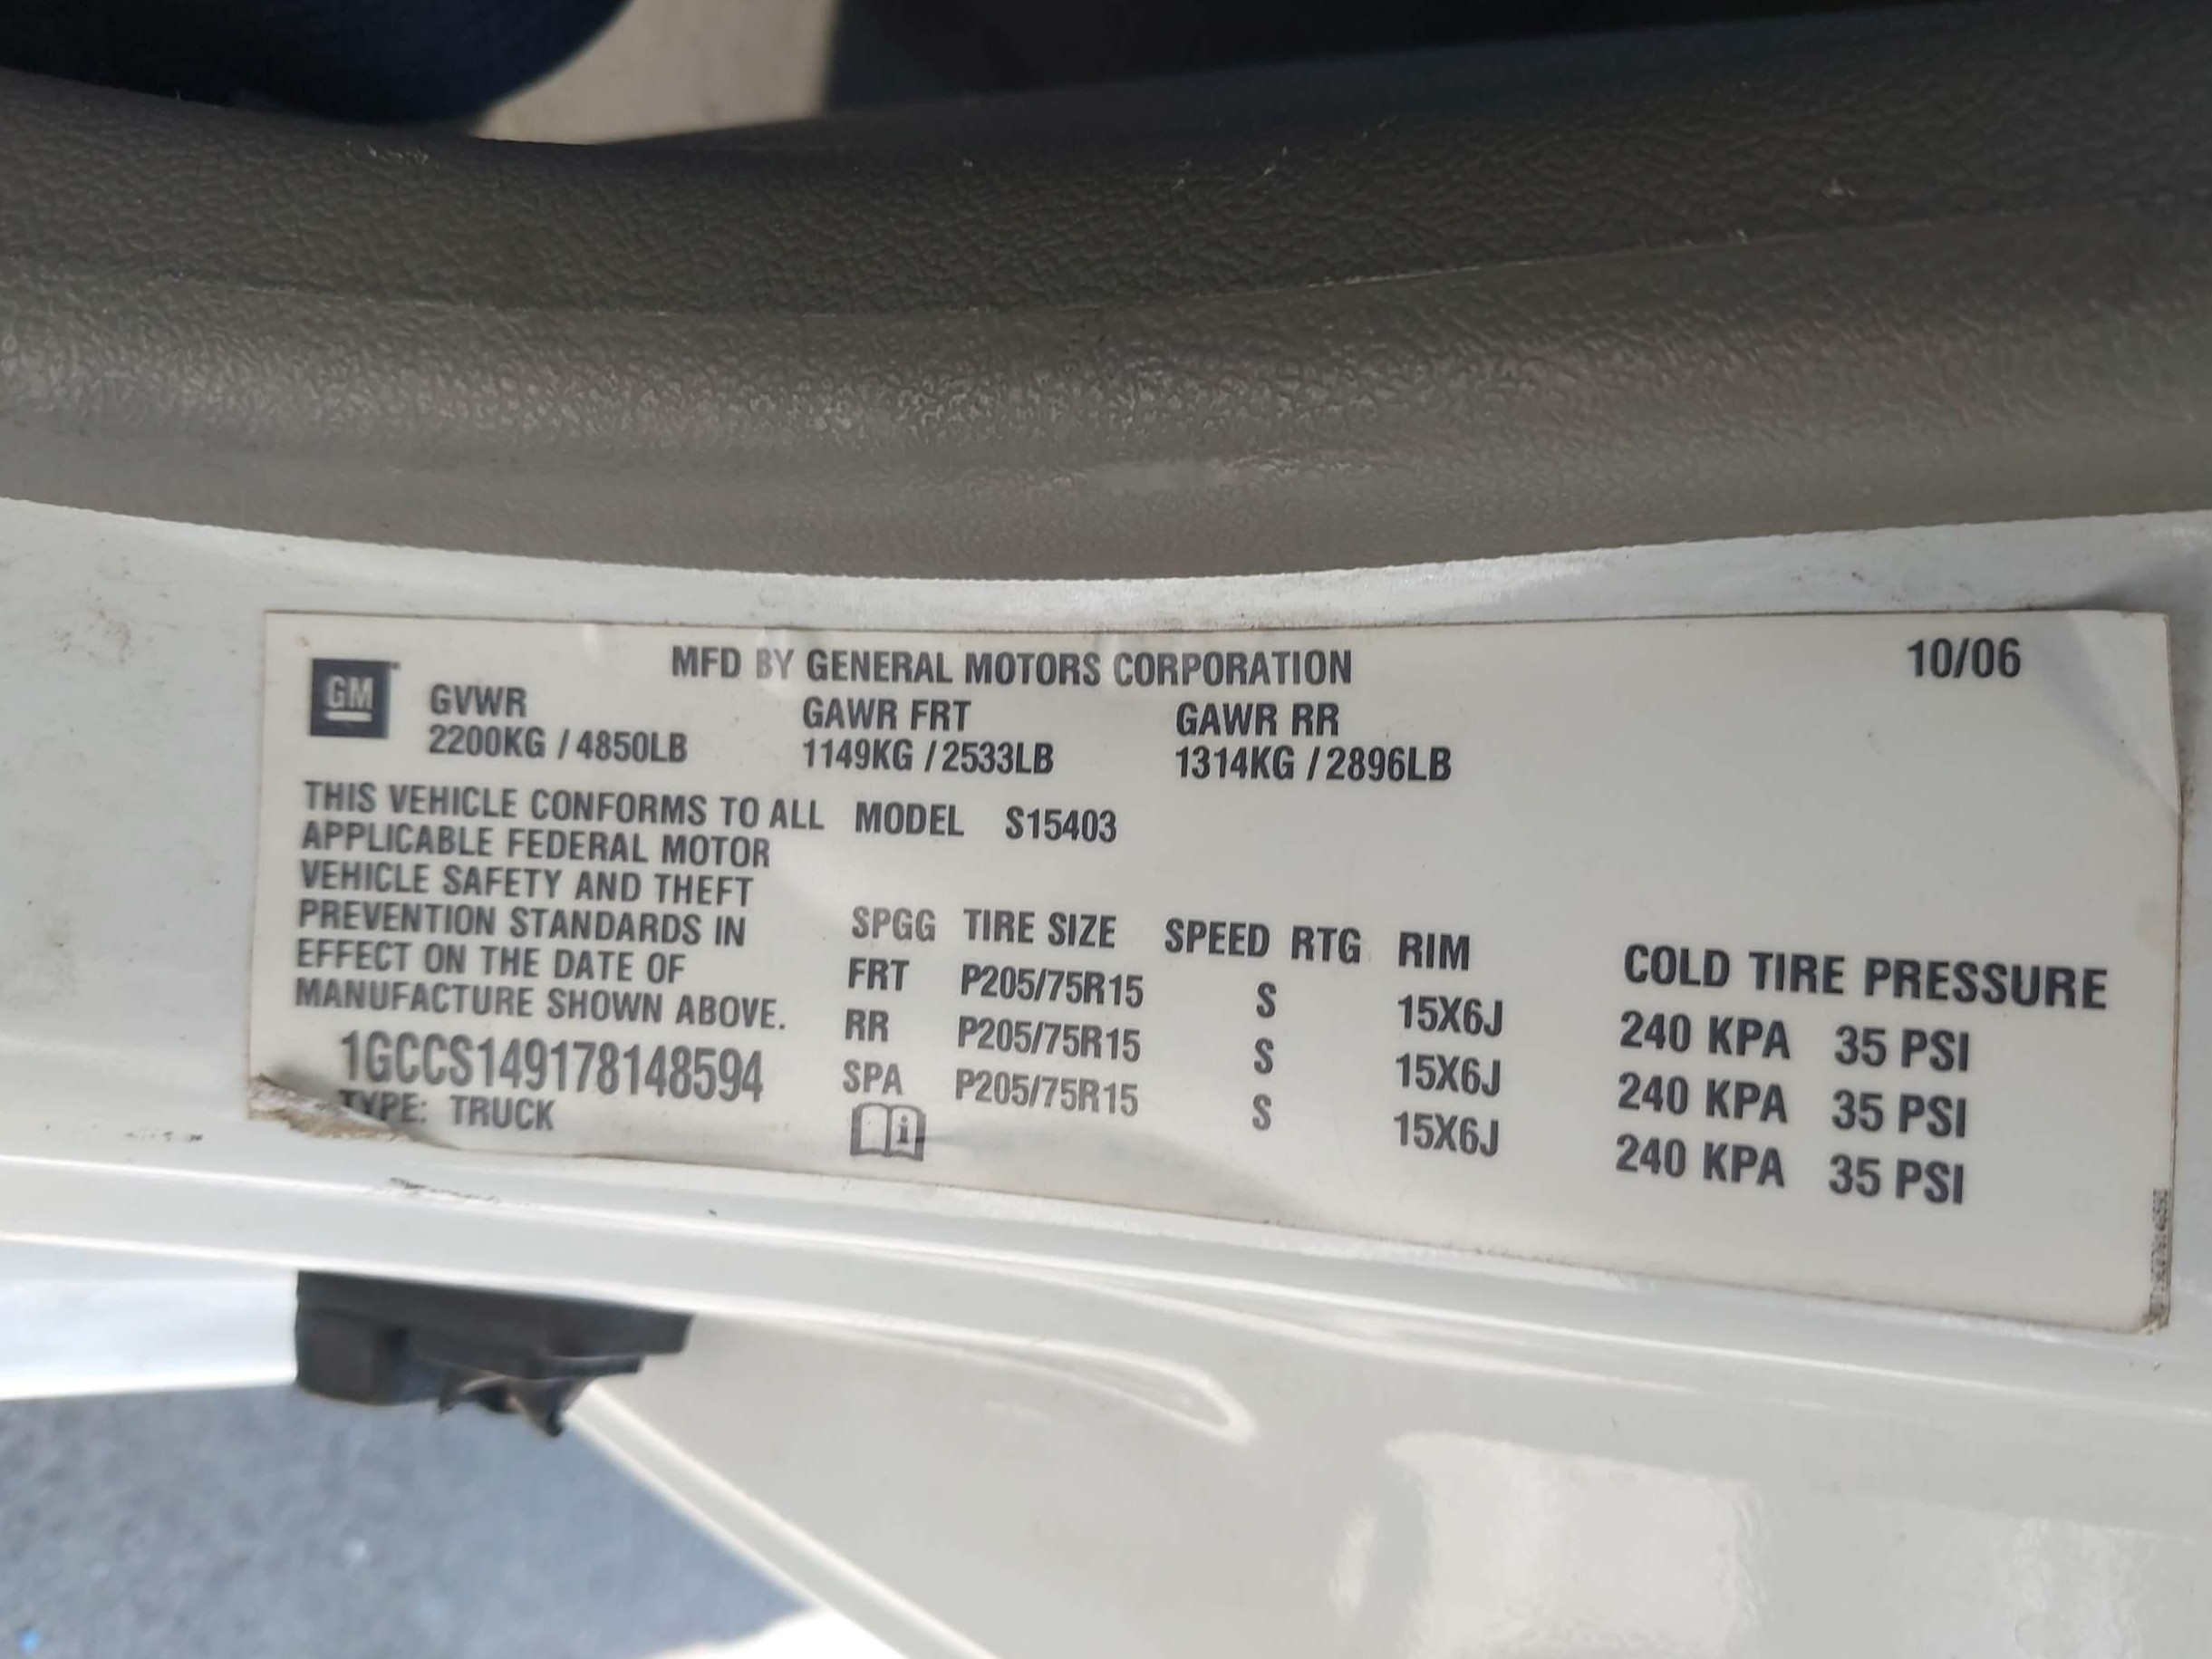 MFD BY GENERAL MOTORS CORPORATION 10/06
GM
GVWR GAWR FRT GAWR RR
2200KG / 4850LB 1149KG / 2533LB 1314KG / 2896LB
THIS VEHICLE CONFORMS TO ALL MODEL S15403
APPLICABLE FEDERAL MOTOR
VEHICLE SAFETY AND THEFT
PREVENTION STANDARDS IN
EFFECT ON THE DATE OF
MANUFACTURE SHOWN ABOVE.
1GCCS149178148594
TYPE: TRUCK
SPGG TIRE SIZE SPEED RTG RIM COLD TIRE PRESSURE
FRT P205/75R15 S 15X6J 240 KPA 35 PSI
RR P205/75R15 S 15X6J 240 KPA 35 PSI
SPA P205/75R15 S 15X6J 240 KPA 35 PSI
i